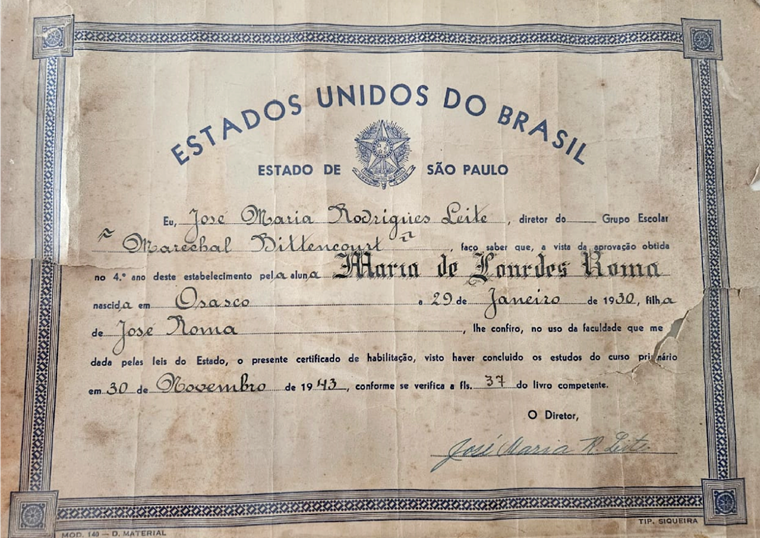 ESTADOS UNIDOS DO BRASIL
ESTADO DE SÃO PAULO
Eu, José Maria Rodrigues Leite, diretor do Grupo Escolar
"Marechal Bittencourt", faço saber que, a vista da aprovação obtida
no 4.º ano deste estabelecimento pela aluna Maria de Lourdes Roma
nascida em Osasco a 29 de Janeiro de 1930, filha
de José Roma, lhe confiro, no uso da faculdade que me
dada pelas leis do Estado, o presente certificado de habilitação, visto haver concluido os estudos do curso primário
em 30 de Novembro de 1943, conforme se verifica a fls. 37 do livro competente.
O Diretor,
José Maria R. Leite.
MOD. 148 — D. MATERIAL
TIP. SIQUEIRA